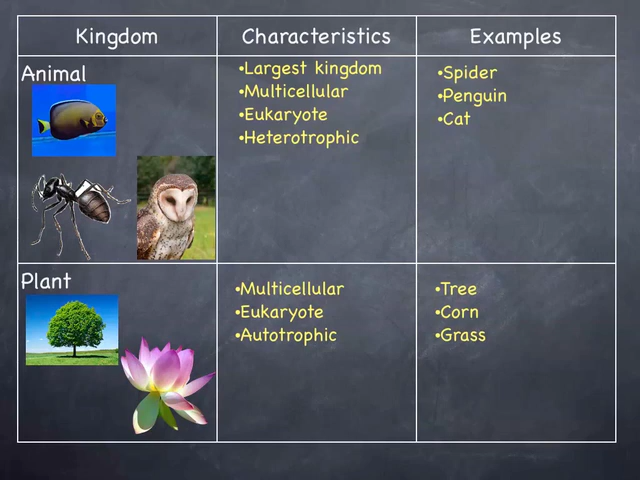 Kingdom
Characteristics
Examples
Animal
•Largest kingdom
•Multicellular
•Eukaryote
•Heterotrophic
•Spider
•Penguin
•Cat
Plant
•Multicellular
•Eukaryote
•Autotrophic
•Tree
•Corn
•Grass